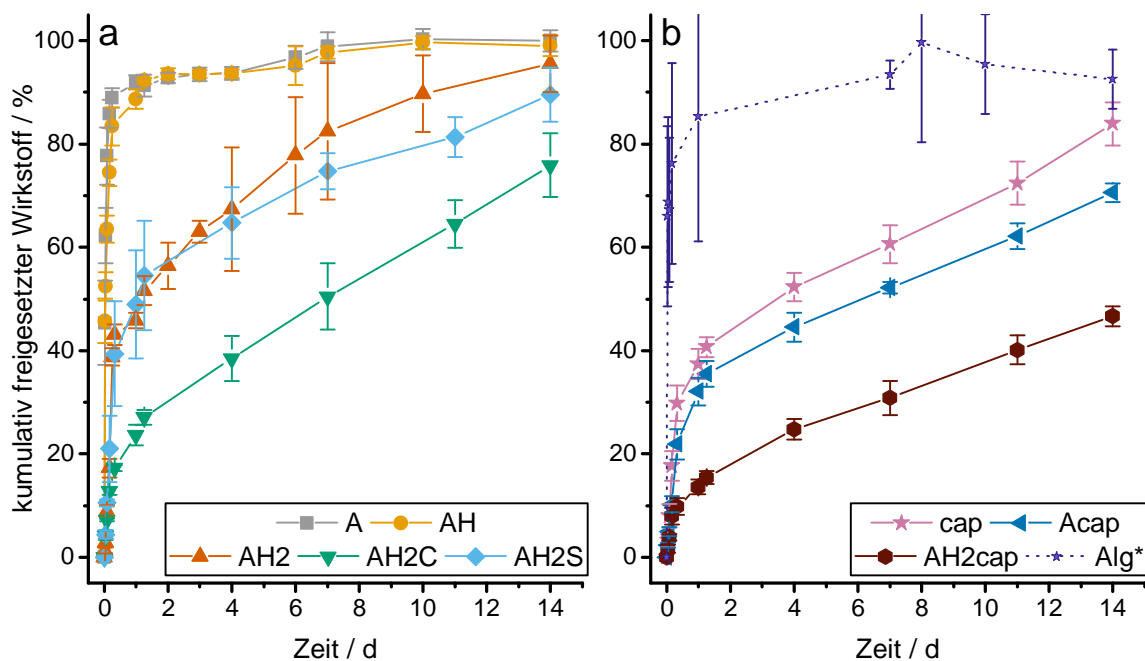 a
b
kumulativ freigesetzter Wirkstoff / %
100
80
60
40
20
0
100
80
60
40
20
0
A AH
AH2 AH2C AH2S
cap Acap
AH2cap Alg*
0 2 4 6 8 10 12 14
0 2 4 6 8 10 12 14
Zeit / d
Zeit / d